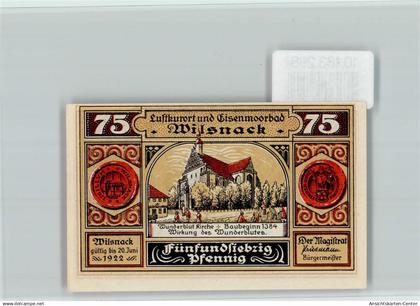 75
Luftkurort und Eisenmoorbad
75
Wilsnack
Wunderblut Kirche + Baubeginn 1384
Wirkung des Wunderblutes.
Wilsnack
gültig bis 20. Juni
1922
Fünfundsiebzig
Pfennig
Der Magistrat
Bürgermeister